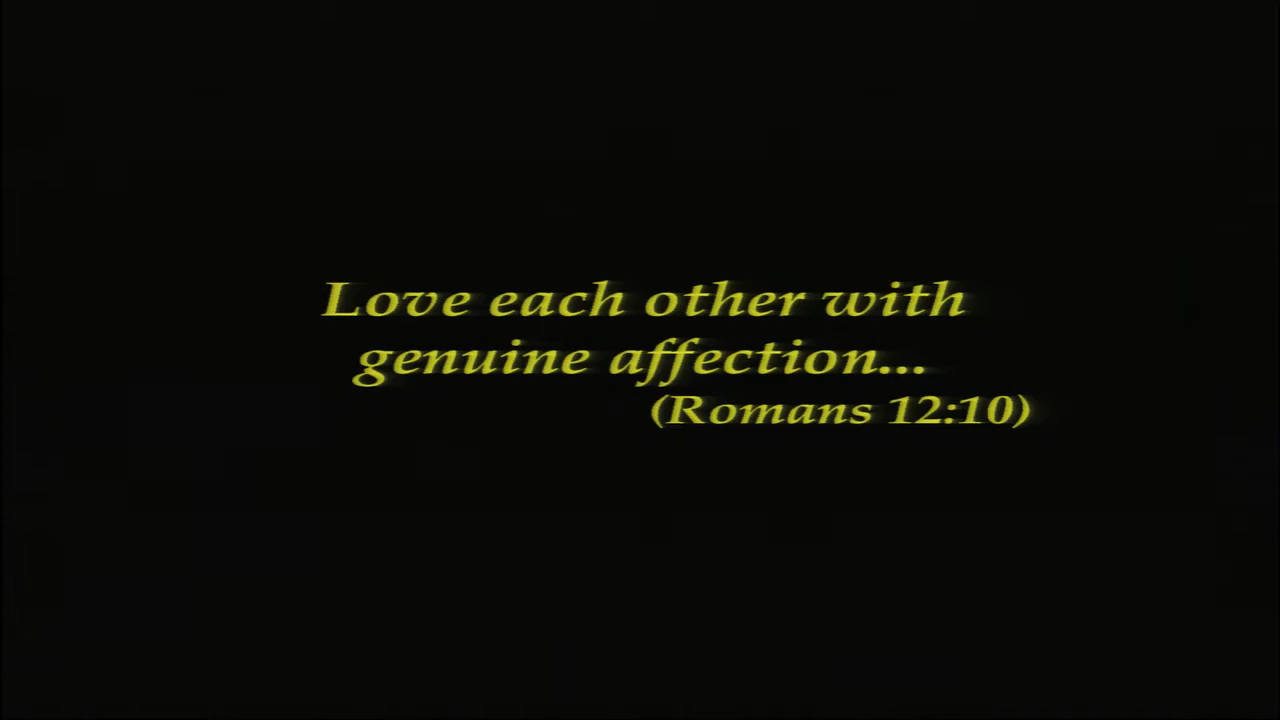 Love each other with
genuine affection...
(Romans 12:10)